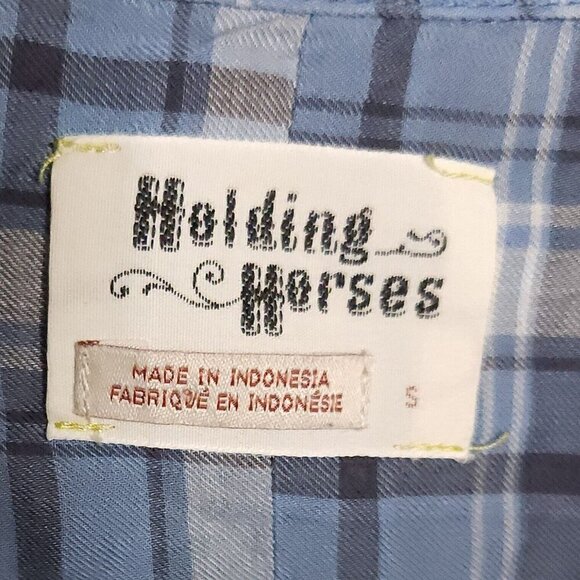 Holding
Horses
MADE IN INDONESIA
FABRIQUÉ EN INDONÉSIE
S